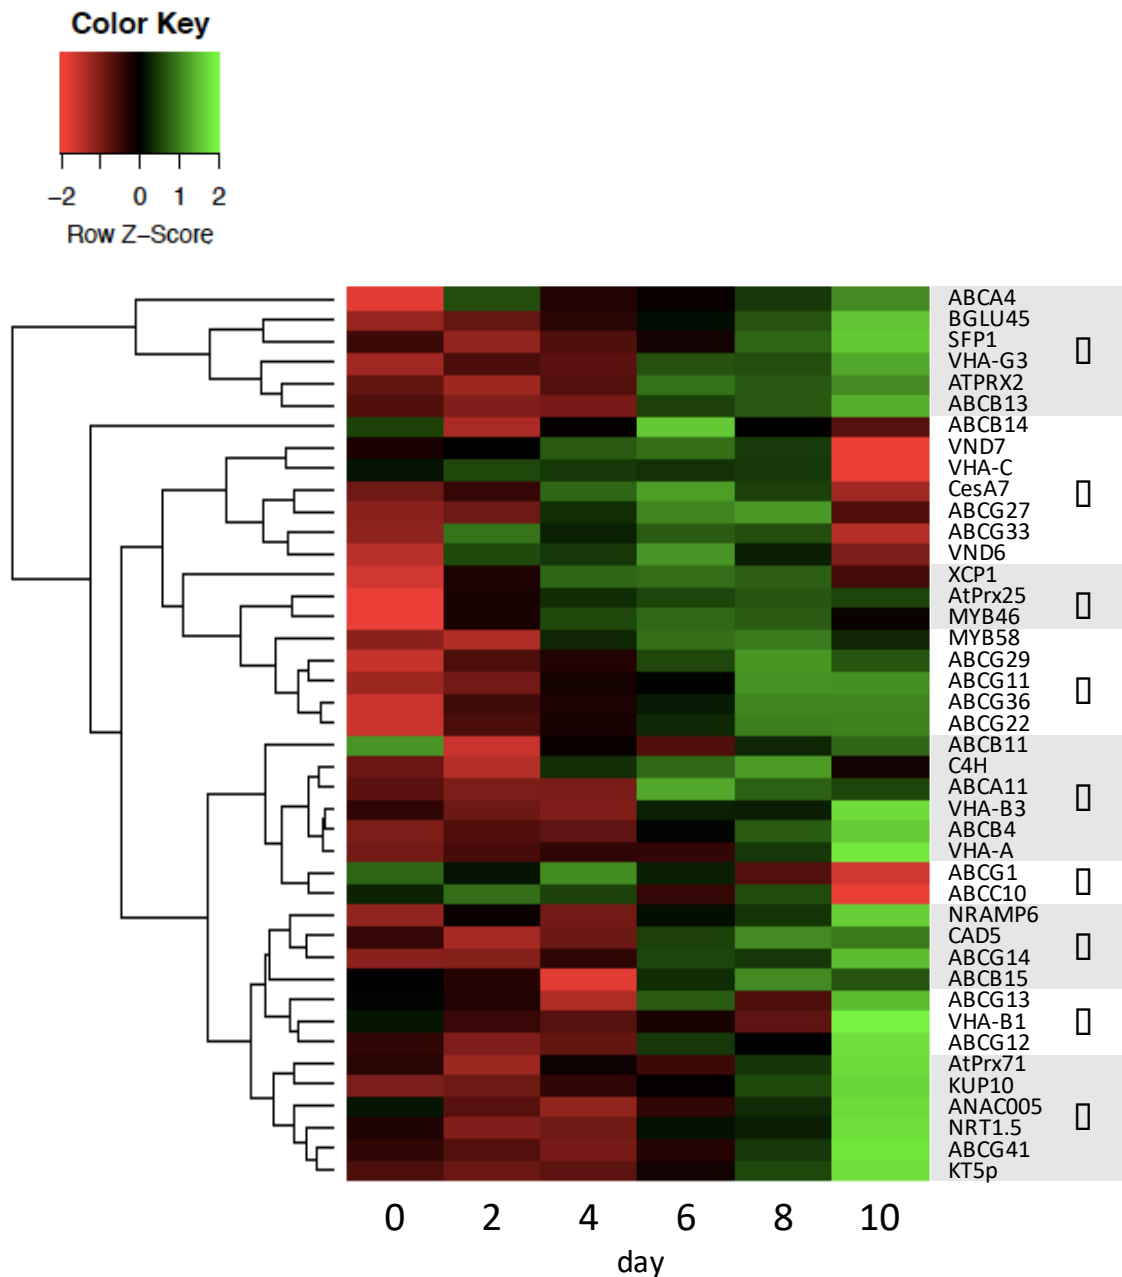 Color Key
−2 0 1 2
Row Z−Score
ABCA4
BGLU45
SFP1
VHA-G3
ATPRX2
ABCB13
ABCB14
VND7
VHA-C
CesA7
ABCG27
ABCG33
VND6
XCP1
AtPrx25
MYB46
MYB58
ABCG29
ABCG11
ABCG36
ABCG22
ABCB11
C4H
ABCA11
VHA-B3
ABCB4
VHA-A
ABCG1
ABCC10
NRAMP6
CAD5
ABCG14
ABCB15
ABCG13
VHA-B1
ABCG12
AtPrx71
KUP10
ANAC005
NRT1.5
ABCG41
KT5p
0 2 4 6 8 10
day